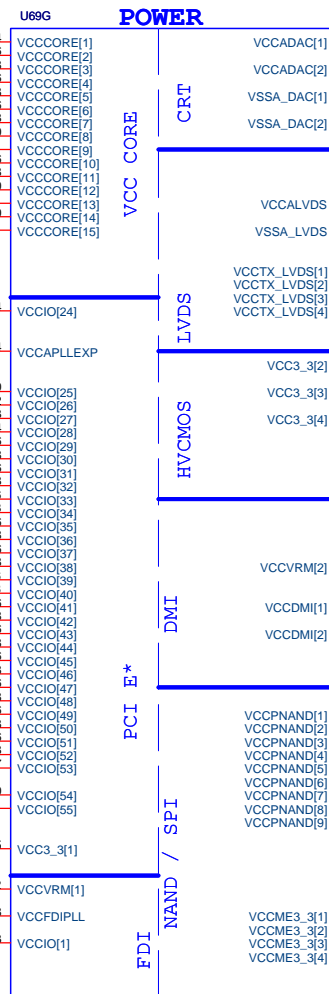 U69G
POWER
VCCCORE[1]
VCCCORE[2]
VCCCORE[3]
VCCCORE[4]
VCCCORE[5]
VCCCORE[6]
VCCCORE[7]
VCCCORE[8]
VCCCORE[9]
VCCCORE[10]
VCCCORE[11]
VCCCORE[12]
VCCCORE[13]
VCCCORE[14]
VCCCORE[15]
VCC CORE
VCCIO[24]
VCCAPLLEXP
VCCIO[25]
VCCIO[26]
VCCIO[27]
VCCIO[28]
VCCIO[29]
VCCIO[30]
VCCIO[31]
VCCIO[32]
VCCIO[33]
VCCIO[34]
VCCIO[35]
VCCIO[36]
VCCIO[37]
VCCIO[38]
VCCIO[39]
VCCIO[40]
VCCIO[41]
VCCIO[42]
VCCIO[43]
VCCIO[44]
VCCIO[45]
VCCIO[46]
VCCIO[47]
VCCIO[48]
VCCIO[49]
VCCIO[50]
VCCIO[51]
VCCIO[52]
VCCIO[53]
VCCIO[54]
VCCIO[55]
VCC3_3[1]
PCI E*
VCCVRM[1]
VCCFDIPLL
VCCIO[1]
FDI
CRT
VCCADAC[1]
VCCADAC[2]
VSSA_DAC[1]
VSSA_DAC[2]
LVDS
VCCALVDS
VSSA_LVDS
VCCTX_LVDS[1]
VCCTX_LVDS[2]
VCCTX_LVDS[3]
VCCTX_LVDS[4]
HVCMOS
VCC3_3[2]
VCC3_3[3]
VCC3_3[4]
DMI
VCCVRM[2]
VCCDMI[1]
VCCDMI[2]
NAND / SPI
VCCPNAND[1]
VCCPNAND[2]
VCCPNAND[3]
VCCPNAND[4]
VCCPNAND[5]
VCCPNAND[6]
VCCPNAND[7]
VCCPNAND[8]
VCCPNAND[9]
VCCME3_3[1]
VCCME3_3[2]
VCCME3_3[3]
VCCME3_3[4]